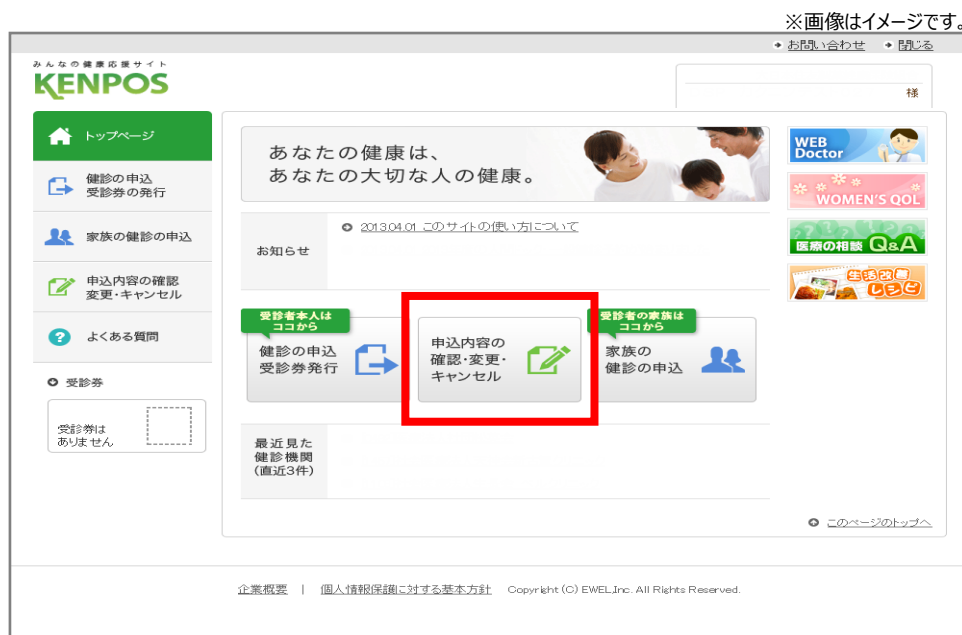 ※画像はイメージです。
お問い合わせ 閉じる
みんなの健康応援サイト
KENPOS
様
トップページ
健診の申込
受診券の発行
家族の健診の申込
申込内容の確認
変更・キャンセル
よくある質問
受診券
受診券は
ありません
あなたの健康は、
あなたの大切な人の健康。
お知らせ
2013.04.01 このサイトの使い方について
受診者本人は
ココから
健診の申込
受診券発行
申込内容の
確認・変更・
キャンセル
受診者の家族は
ココから
家族の
健診の申込
最近見た
健診機関
(直近3件)
WEB
Doctor
WOMEN'S QOL
医療の相談 Q&A
生活改善
レシピ
このページのトップへ
企業概要 | 個人情報保護に対する基本方針 Copyright (C) EWEL,Inc. All Rights Reserved.